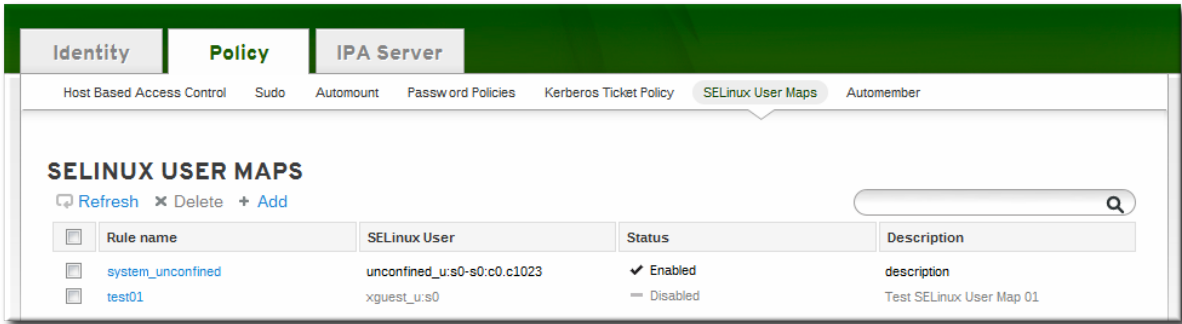 Identity Policy IPA Server
Host Based Access Control Sudo Automount Password Policies Kerberos Ticket Policy SELinux User Maps Automember
SELINUX USER MAPS
Refresh Delete Add
Rule name SELinux User Status Description
system_unconfined unconfined_u:s0-s0:c0.c1023 Enabled description
test01 xguest_u:s0 Disabled Test SELinux User Map 01